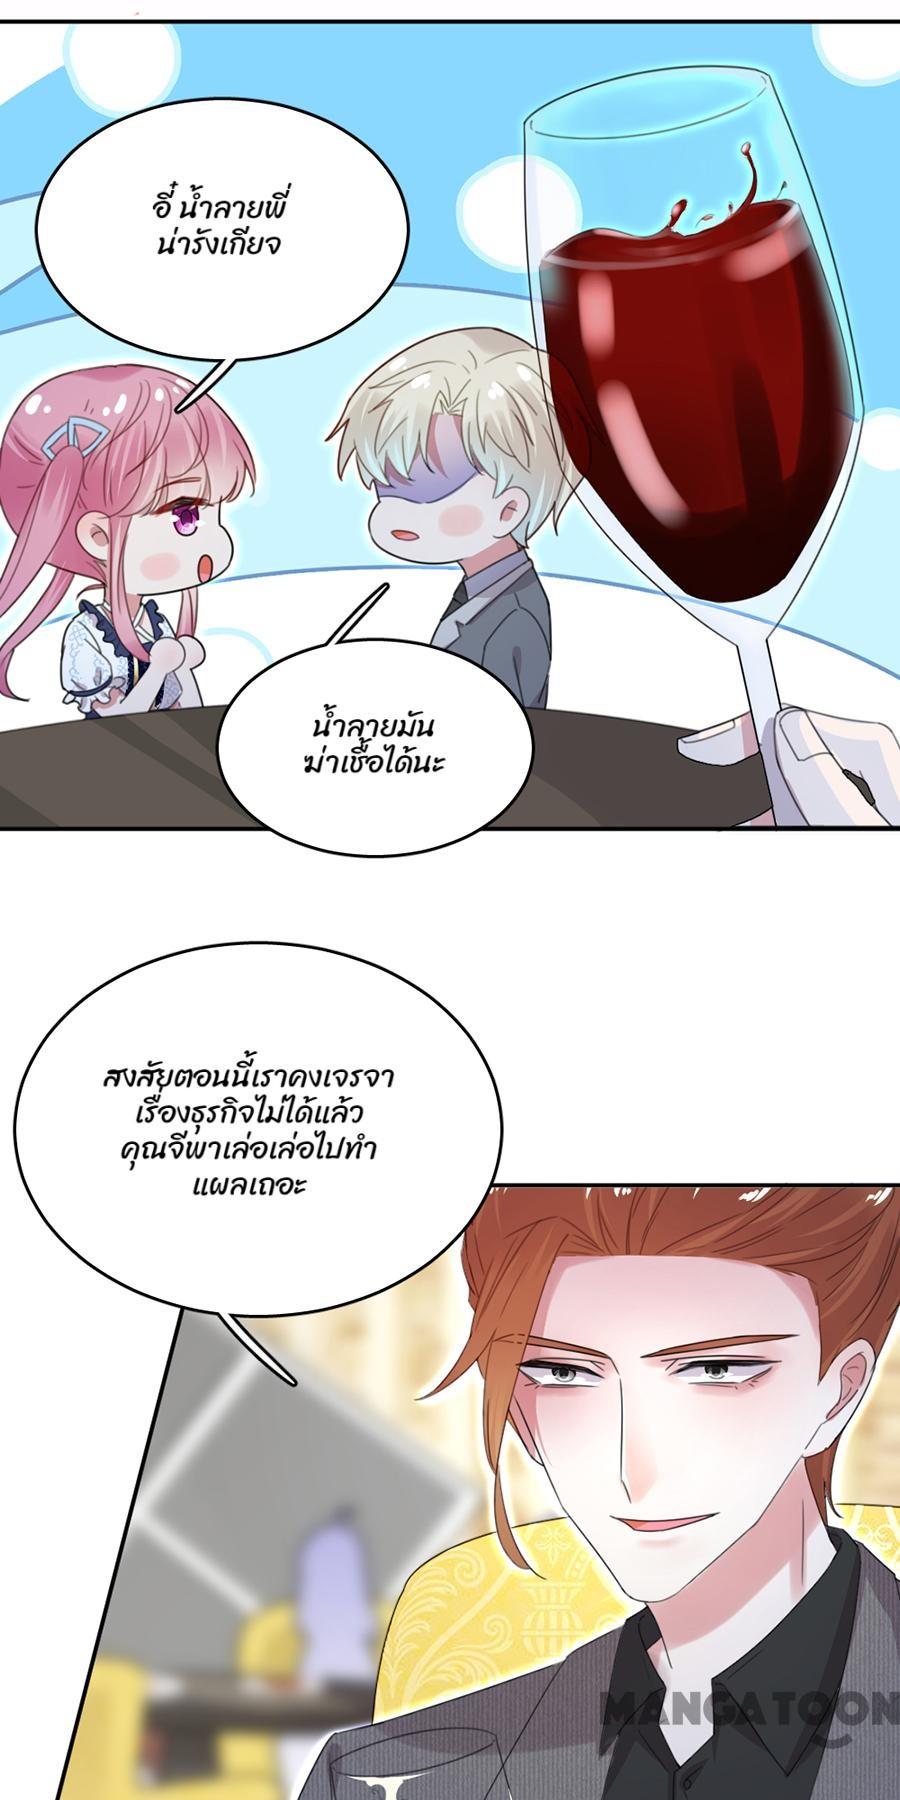 อี๋ น้ำลายพี่
น่ารังเกียจ
น้ำลายมัน
ฆ่าเชื้อได้นะ
สงสัยตอนนี้เราคงเจรจา
เรื่องธุรกิจไม่ได้แล้ว
คุณจีพาเล่อเล่อไปทำ
แผลเถอะ
MANGATOON